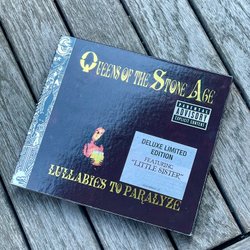 Queens of the Stone Age
PARENTAL
ADVISORY
EXPLICIT CONTENT
DELUXE LIMITED
EDITION
FEATURING
"LITTLE SISTER"
Lullabies to Paralyze